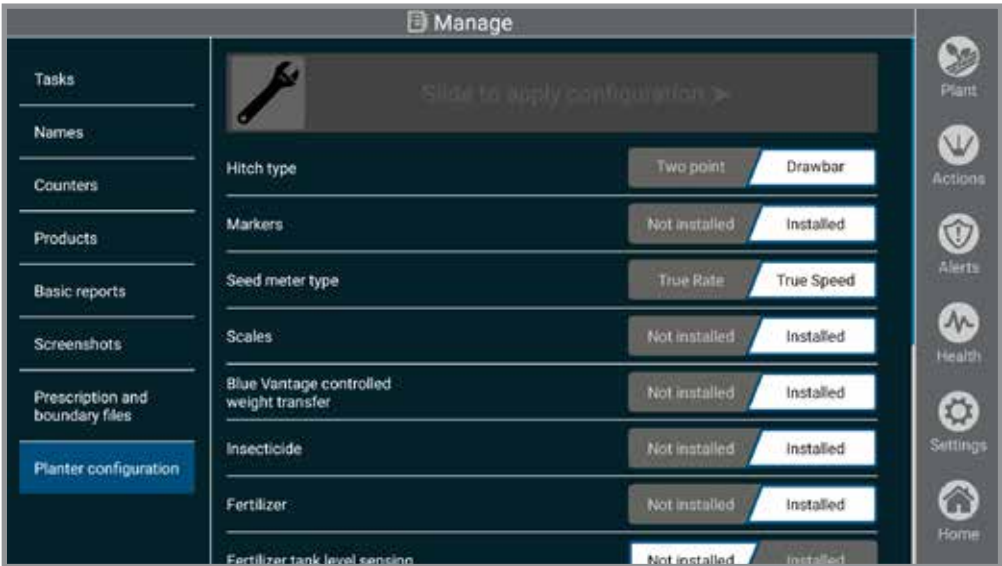 Manage
Tasks
Names
Counters
Products
Basic reports
Screenshots
Prescription and
boundary files
Planter configuration
Slide to apply configuration
Hitch type Two point Drawbar
Markers Not installed Installed
Seed meter type True Rate True Speed
Scales Not installed Installed
Blue Vantage controlled
weight transfer Not installed Installed
Insecticide Not installed Installed
Fertilizer Not installed Installed
Fertilizer tank level sensing Not installed Installed
Plant
Actions
Alerts
Health
Settings
Home